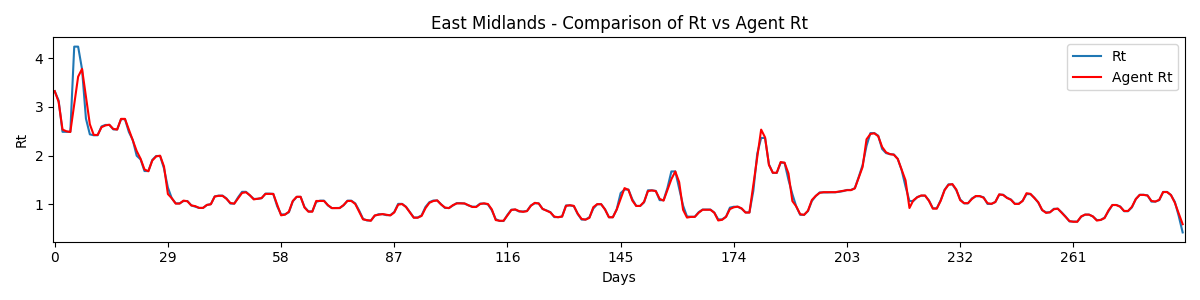 East Midlands - Comparison of Rt vs Agent Rt
Rt
Agent Rt
4
3
2
1
Rt
0 29 58 87 116 145 174 203 232 261
Days